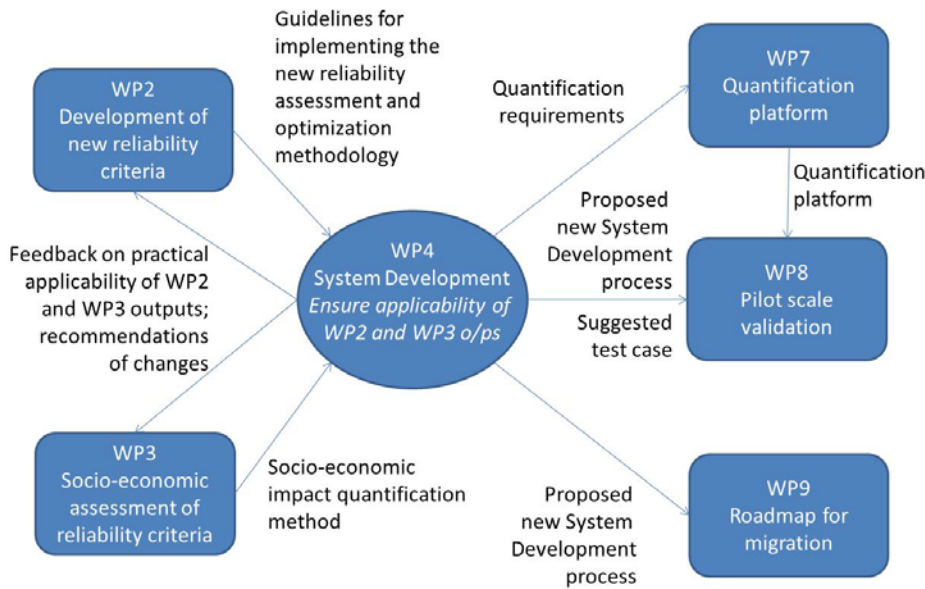 Guidelines for
implementing the
new reliability
assessment and
optimization
methodology
WP2
Development of
new reliability
criteria
Quantification
requirements
WP7
Quantification
platform
Quantification
platform
Feedback on practical
applicability of WP2
and WP3 outputs;
recommendations
of changes
WP4
System Development
Ensure applicability of
WP2 and WP3 o/ps
Proposed
new System
Development
process
Suggested
test case
WP8
Pilot scale
validation
WP3
Socio-economic
assessment of
reliability criteria
Socio-economic
impact quantification
method
Proposed
new System
Development
process
WP9
Roadmap for
migration